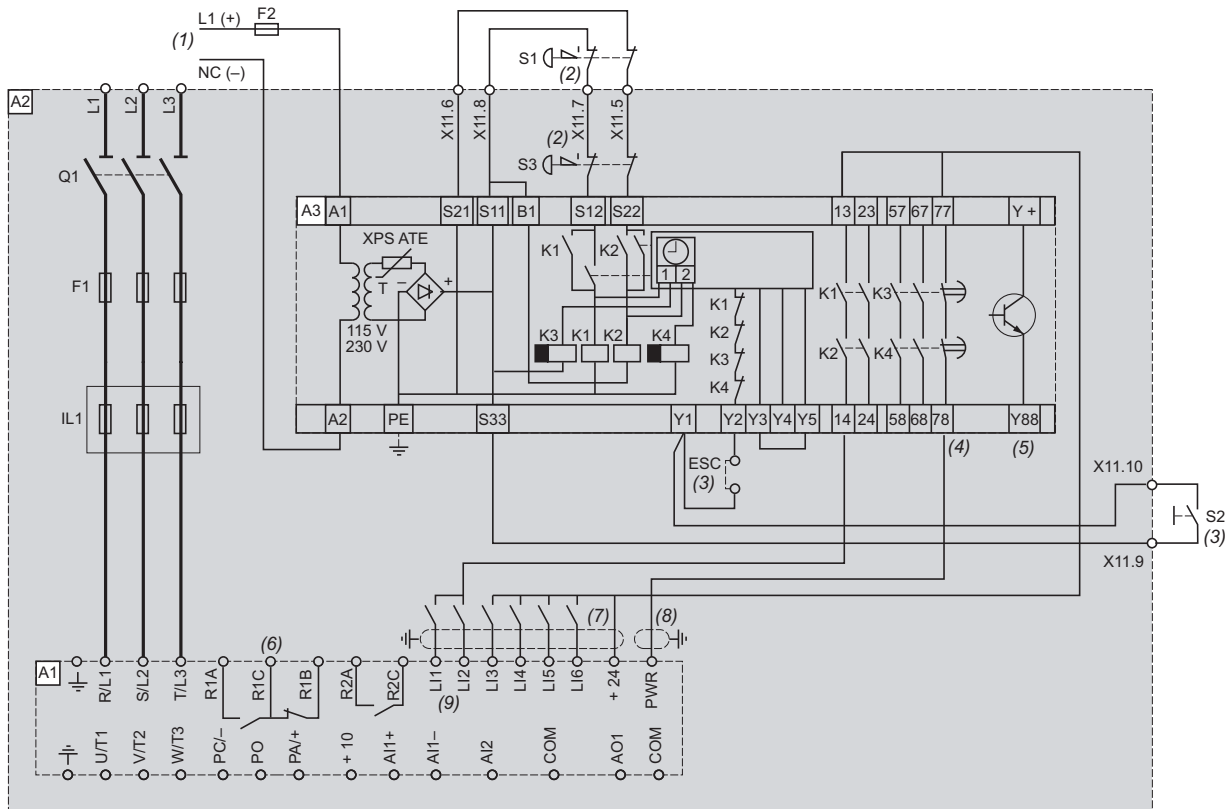 L1 (+)
F2
(1)
NC (–)
S1
(2)
A2
L1
L2
L3
X11.6
X11.8
X11.7
X11.5
(2)
S3
Q1
A3
A1
S21
S11
B1
S12
S22
13
23
57
67
77
Y +
XPS ATE
K1
K2
1
2
T
–
+
F1
115 V
230 V
K1
K3
K1
K2
K3
K1
K2
K4
K3
K2
K4
K4
IL1
A2
PE
S33
Y1
Y2
Y3
Y4
Y5
14
24
58
68
78
Y88
(4)
(5)
ESC
(3)
X11.10
S2
(3)
X11.9
(7)
(8)
(6)
A1
R/L1
S/L2
T/L3
R1A
R1C
R1B
R2A
R2C
LI1
LI2
LI3
LI4
LI5
LI6
+ 24
PWR
(9)
U/T1
V/T2
W/T3
PC/–
PO
PA/+
+ 10
AI1+
AI1–
AI2
COM
AO1
COM